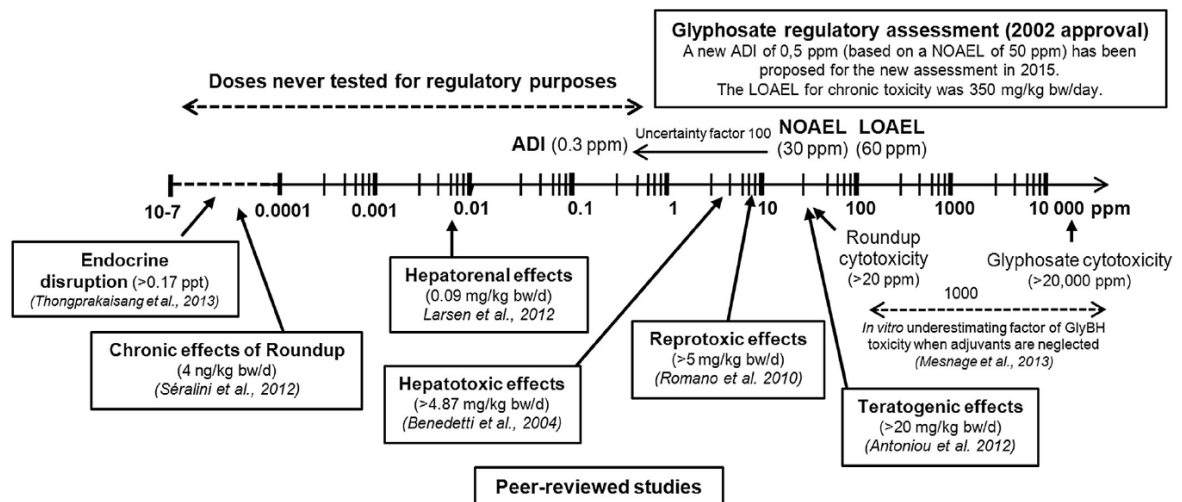 Glyphosate regulatory assessment (2002 approval)
A new ADI of 0,5 ppm (based on a NOAEL of 50 ppm) has been
proposed for the new assessment in 2015.
The LOAEL for chronic toxicity was 350 mg/kg bw/day.
Doses never tested for regulatory purposes
ADI (0.3 ppm)
Uncertainty factor 100
NOAEL LOAEL
(30 ppm) (60 ppm)
10-7 0.0001 0.001 0.01 0.1 1 10 100 1000 10 000 ppm
Endocrine
disruption (>0.17 ppt)
(Thongprakaisang et al., 2013)
Chronic effects of Roundup
(4 ng/kg bw/d)
(Séralini et al., 2012)
Hepatorenal effects
(0.09 mg/kg bw/d)
Larsen et al., 2012
Hepatotoxic effects
(>4.87 mg/kg bw/d)
(Benedetti et al., 2004)
Reprotoxic effects
(>5 mg/kg bw/d)
(Romano et al. 2010)
Roundup
cytotoxicity
(>20 ppm)
Glyphosate cytotoxicity
(>20,000 ppm)
1000
In vitro underestimating factor of GlyBH
toxicity when adjuvants are neglected
(Mesnage et al., 2013)
Teratogenic effects
(>20 mg/kg bw/d)
(Antoniou et al. 2012)
Peer-reviewed studies